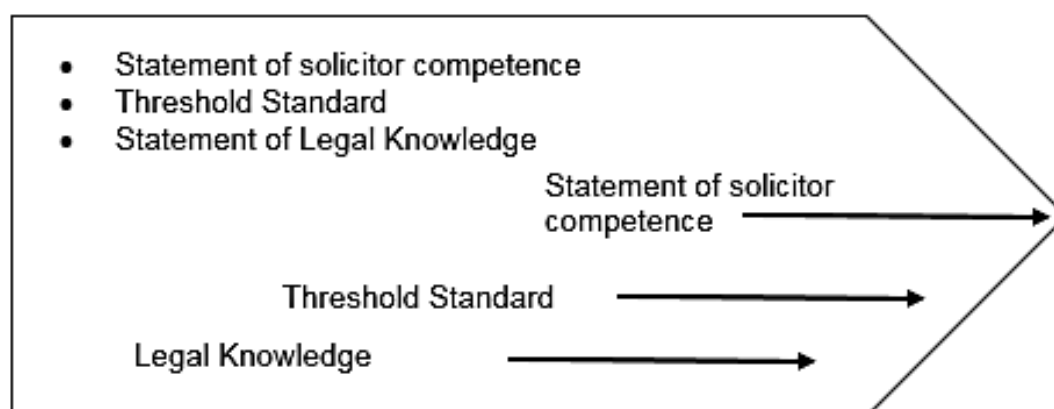 Statement of solicitor competence
Threshold Standard
Statement of Legal Knowledge
Statement of solicitor
competence
Threshold Standard
Legal Knowledge